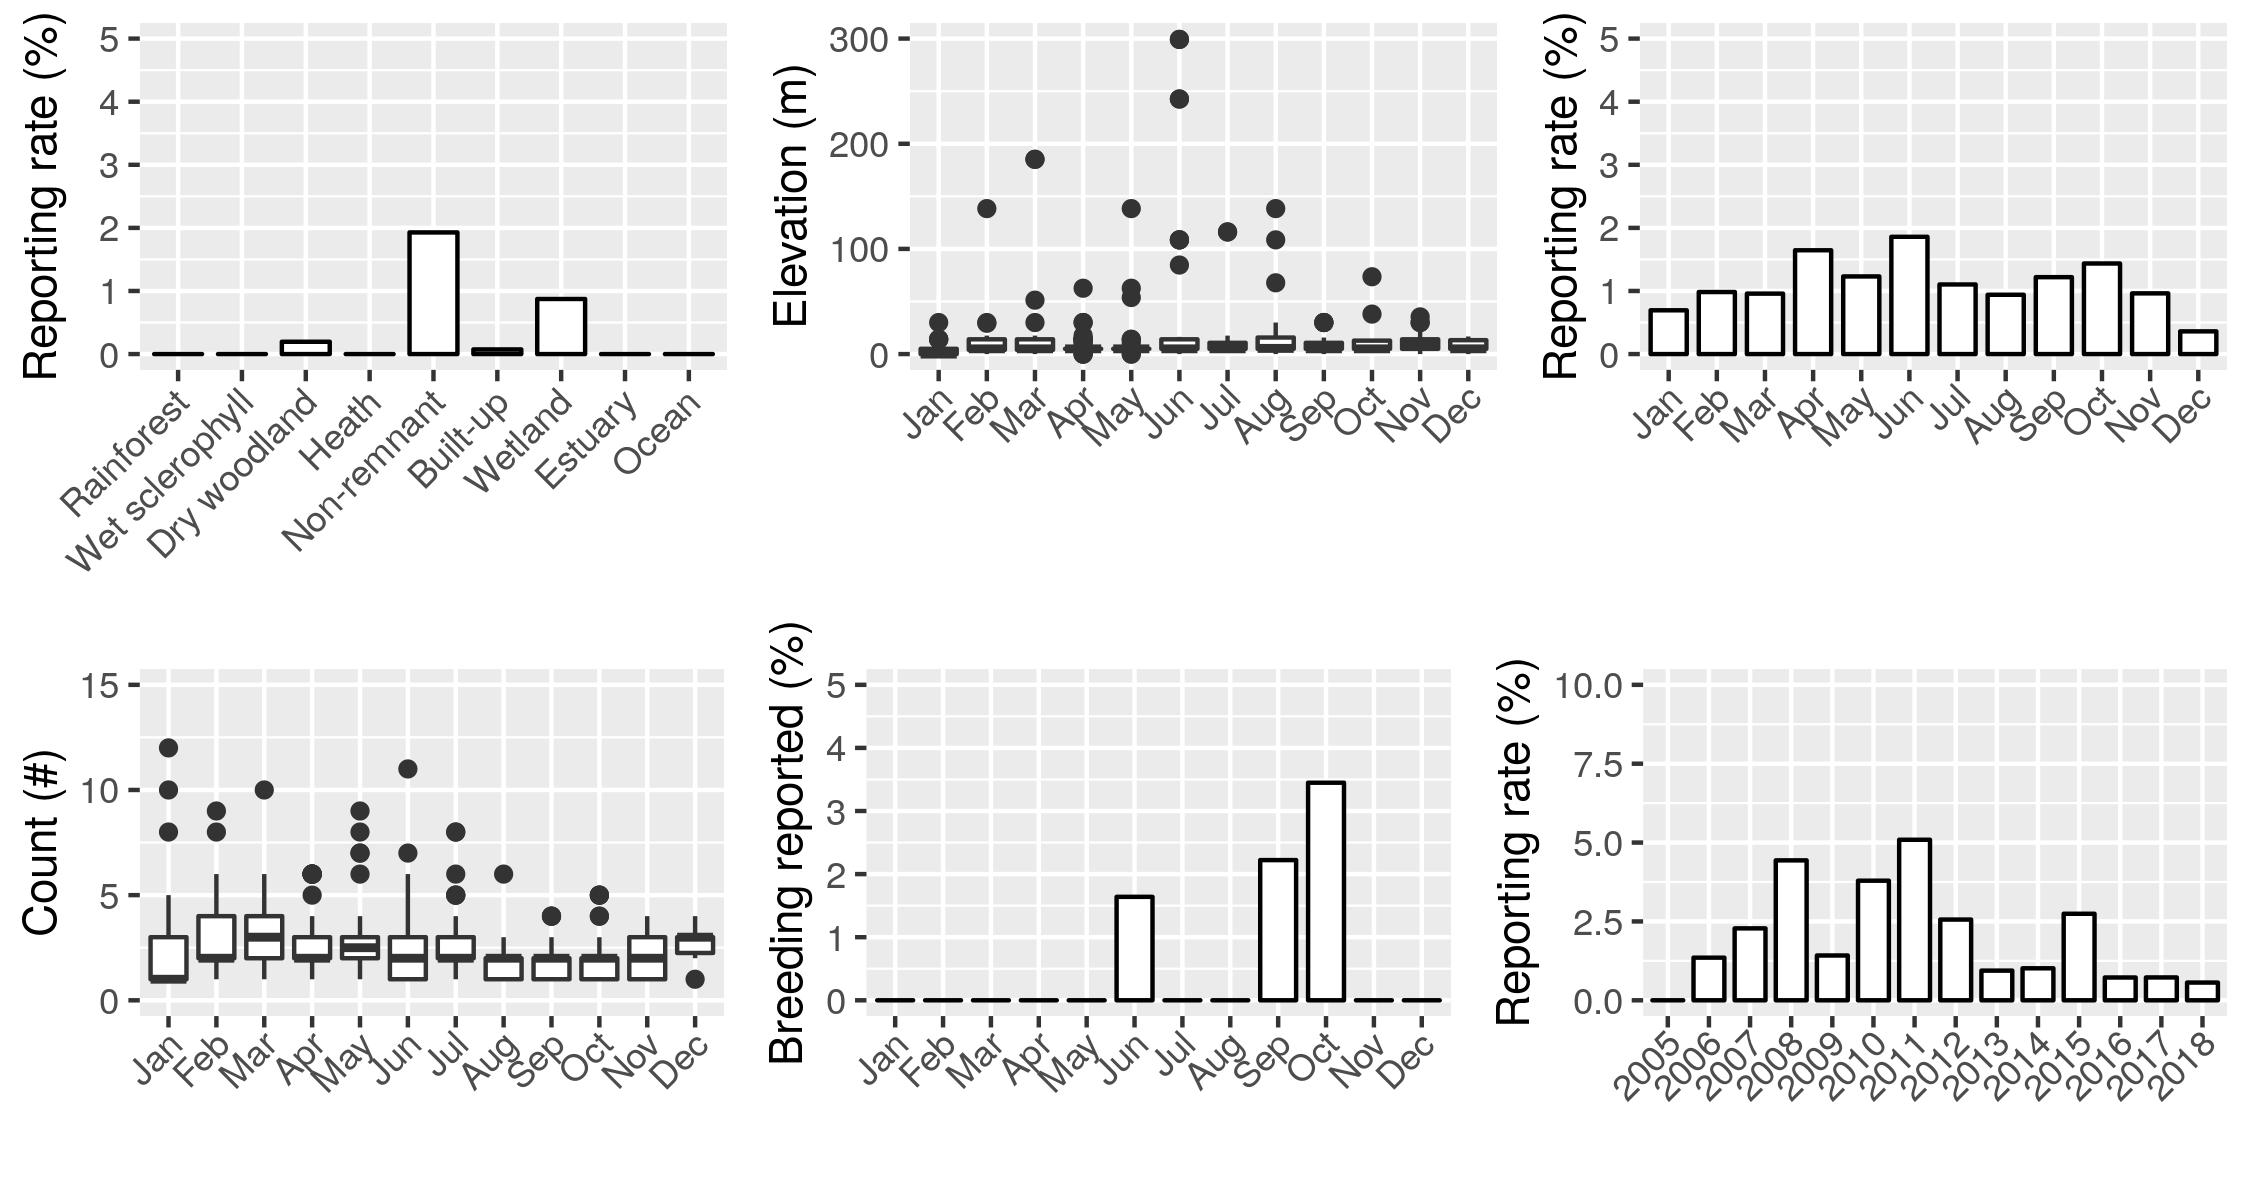 Reporting rate (%)
5
4
3
2
1
0
Rainforest
Wet sclerophyll
Dry woodland
Heath
Non-remnant
Built-up
Wetland
Estuary
Ocean
Elevation (m)
300
200
100
0
Jan
Feb
Mar
Apr
May
Jun
Jul
Aug
Sep
Oct
Nov
Dec
Reporting rate (%)
5
4
3
2
1
0
Jan
Feb
Mar
Apr
May
Jun
Jul
Aug
Sep
Oct
Nov
Dec
Count (#)
15
10
5
0
Jan
Feb
Mar
Apr
May
Jun
Jul
Aug
Sep
Oct
Nov
Dec
Breeding reported (%)
5
4
3
2
1
0
Jan
Feb
Mar
Apr
May
Jun
Jul
Aug
Sep
Oct
Nov
Dec
Reporting rate (%)
10.0
7.5
5.0
2.5
0.0
2005
2006
2007
2008
2009
2010
2011
2012
2013
2014
2015
2016
2017
2018